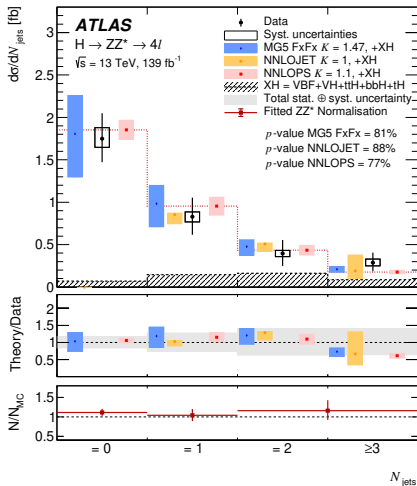 dσ/dN_jets [fb]
ATLAS
H → ZZ* → 4l
√s = 13 TeV, 139 fb⁻¹
Data
Syst. uncertainties
MG5 FxFx K = 1.47, +XH
NNLOJET K = 1, +XH
NNLOPS K = 1.1, +XH
XH = VBF+VH+ttH+bbH+tH
Total stat. ⊕ syst. uncertainty
Fitted ZZ* Normalisation
p-value MG5 FxFx = 81%
p-value NNLOJET = 88%
p-value NNLOPS = 77%
3
2.5
2
1.5
1
0.5
0
Theory/Data
2
1.5
1
0.5
N/N_MC
1.5
1
0.5
= 0
= 1
= 2
≥3
N_jets